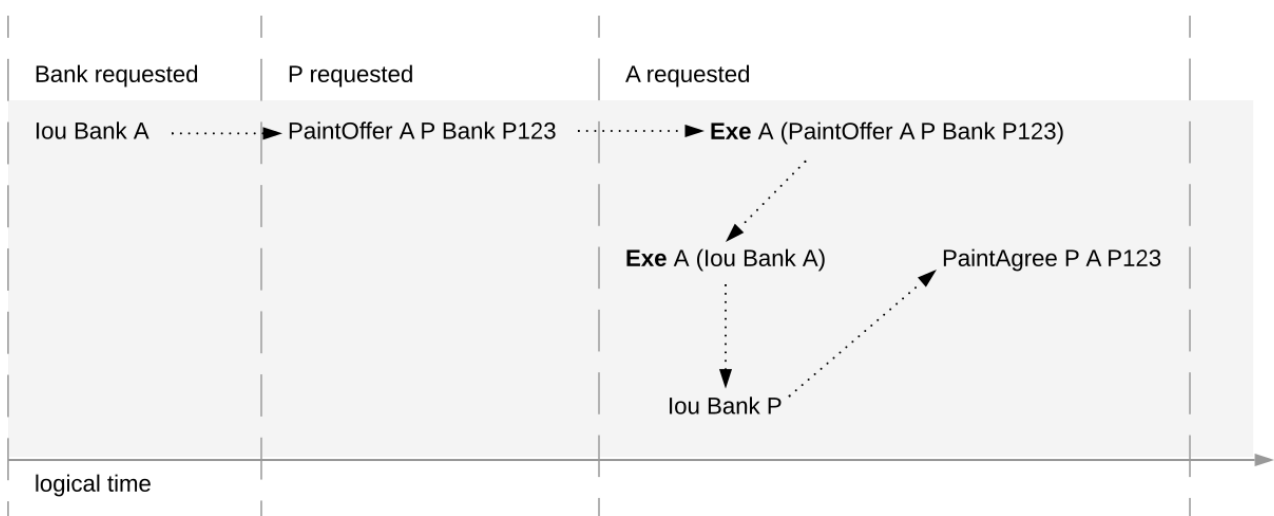 Bank requested
P requested
A requested
Iou Bank A
PaintOffer A P Bank P123
Exe A (PaintOffer A P Bank P123)
Exe A (Iou Bank A)
PaintAgree P A P123
Iou Bank P
logical time